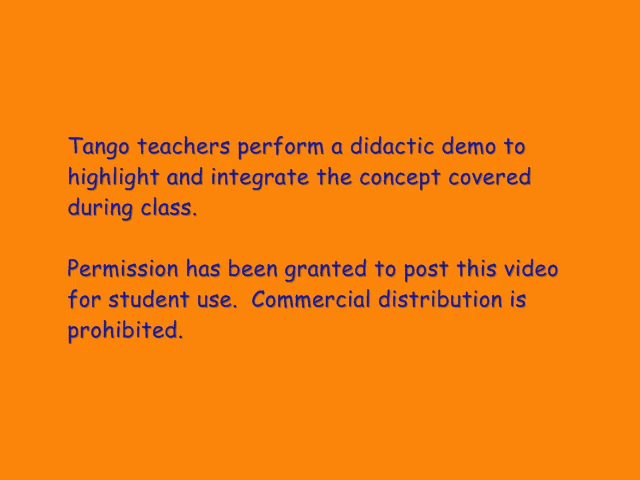 Tango teachers perform a didactic demo to
highlight and integrate the concept covered
during class.
Permission has been granted to post this video
for student use.  Commercial distribution is
prohibited.